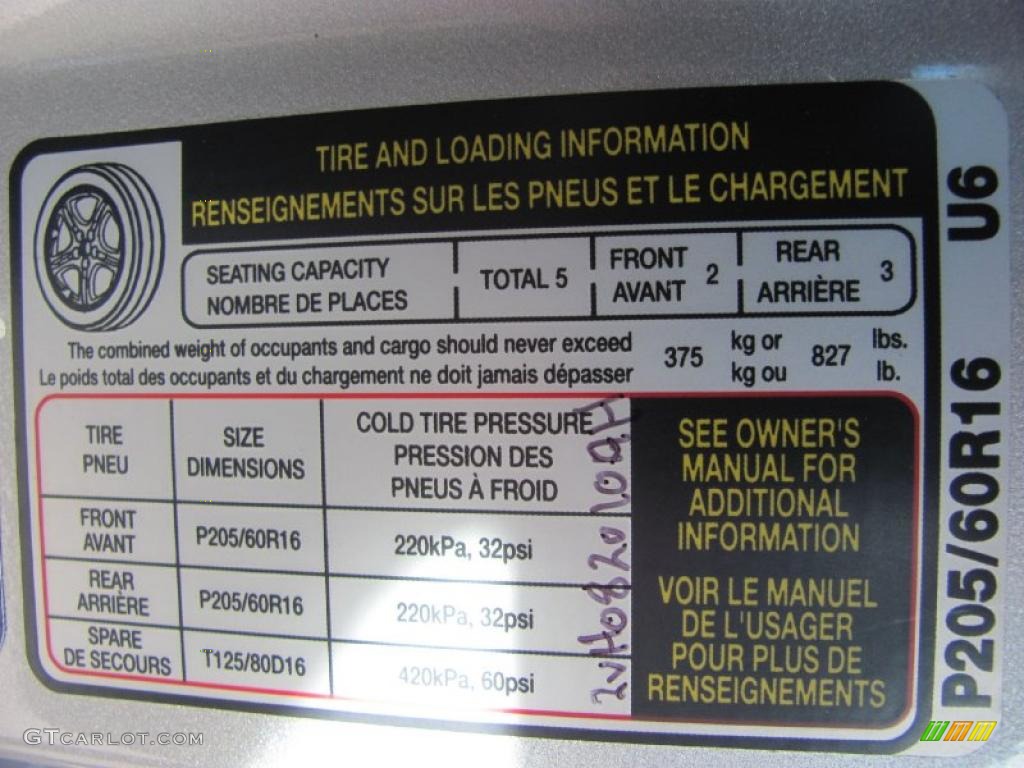 TIRE AND LOADING INFORMATION
RENSEIGNEMENTS SUR LES PNEUS ET LE CHARGEMENT
SEATING CAPACITY
NOMBRE DE PLACES
TOTAL 5
FRONT
AVANT 2
REAR
ARRIÈRE 3
The combined weight of occupants and cargo should never exceed 375 kg or 827 lbs.
Le poids total des occupants et du chargement ne doit jamais dépasser kg ou lb.
TIRE
PNEU
SIZE
DIMENSIONS
COLD TIRE PRESSURE
PRESSION DES
PNEUS À FROID
FRONT
AVANT
P205/60R16
220kPa, 32psi
REAR
ARRIÈRE
P205/60R16
220kPa, 32psi
SPARE
DE SECOURS
T125/80D16
420kPa, 60psi
SEE OWNER'S
MANUAL FOR
ADDITIONAL
INFORMATION
VOIR LE MANUEL
DE L'USAGER
POUR PLUS DE
RENSEIGNEMENTS
P205/60R16 U6
GTCARLOT.COM